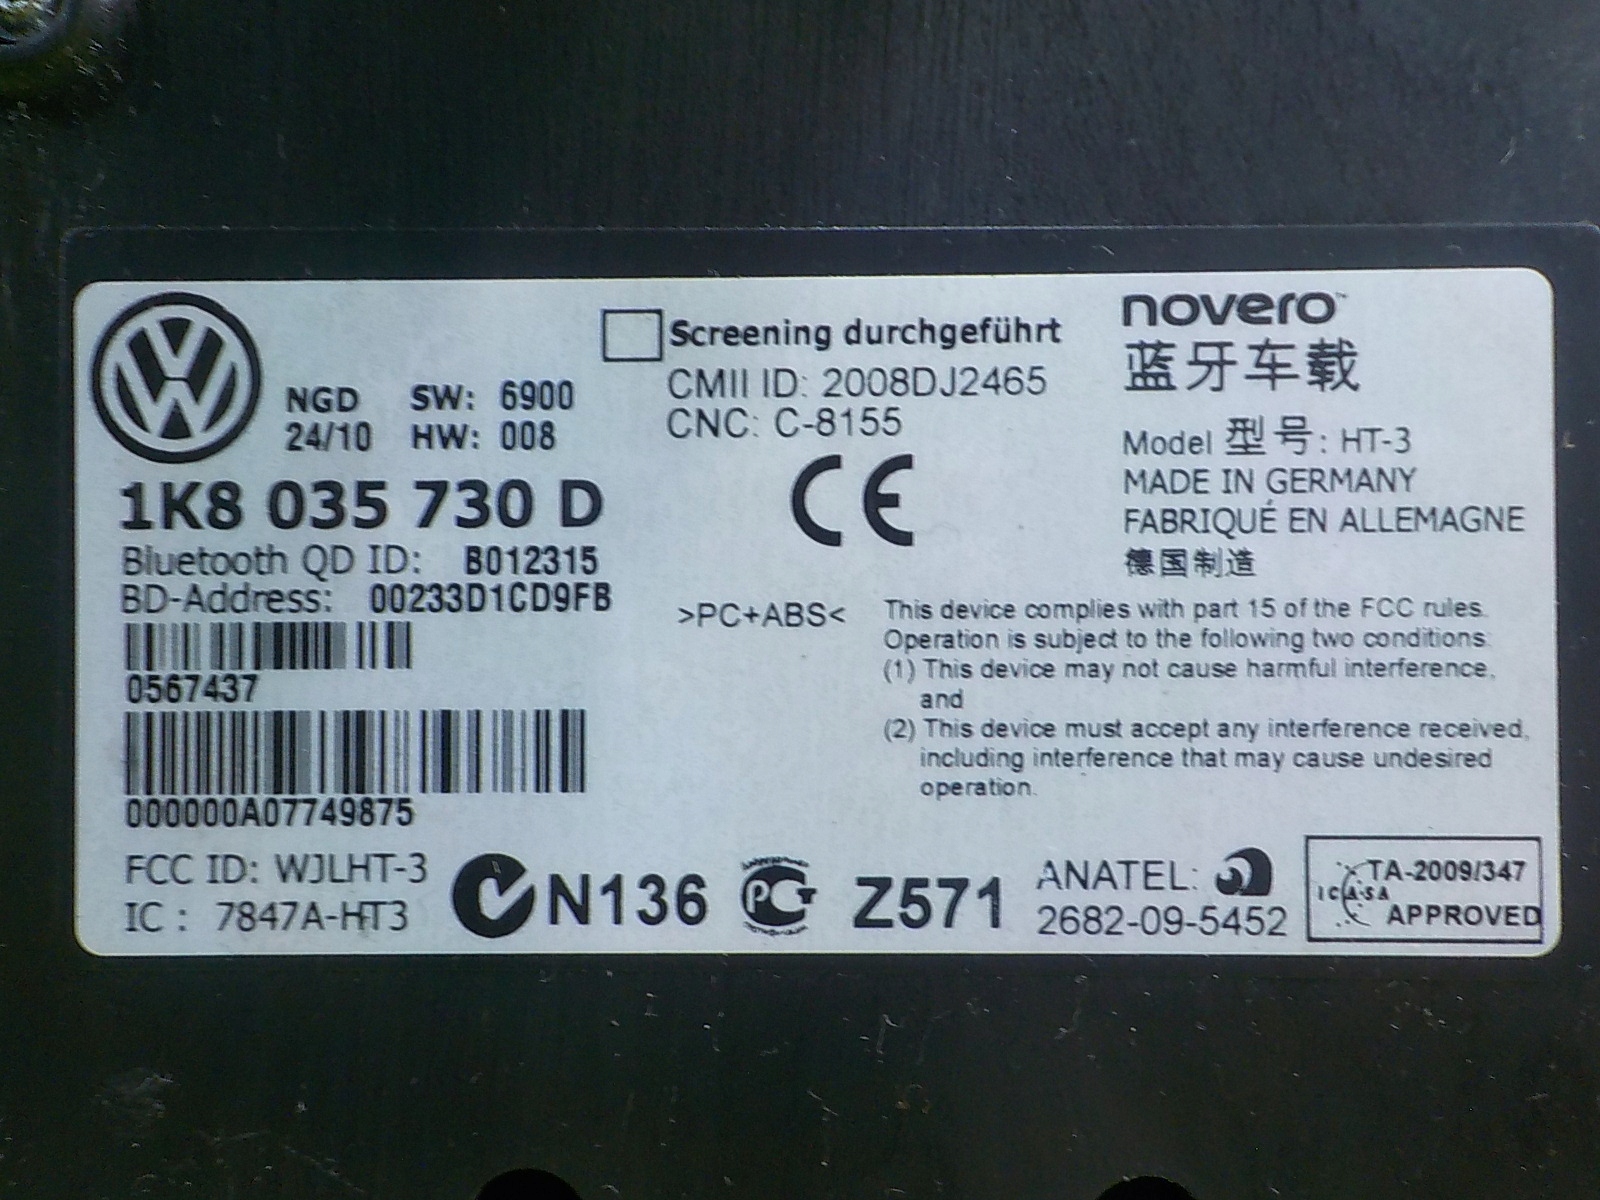 NGD SW: 6900
24/10 HW: 008
1K8 035 730 D
Bluetooth QD ID: B012315
BD-Address: 00233D1CD9FB
0567437
000000A07749875
FCC ID: WJLHT-3
IC : 7847A-HT3
Screening durchgeführt
CMII ID: 2008DJ2465
CNC: C-8155
CE
>PC+ABS<
novero™
蓝牙车载
Model 型号: HT-3
MADE IN GERMANY
FABRIQUÉ EN ALLEMAGNE
德国制造
This device complies with part 15 of the FCC rules.
Operation is subject to the following two conditions:
(1) This device may not cause harmful interference,
and
(2) This device must accept any interference received,
including interference that may cause undesired
operation.
N136
РСТ
Z571
ANATEL:
2682-09-5452
TA-2009/347
ICASA
APPROVED